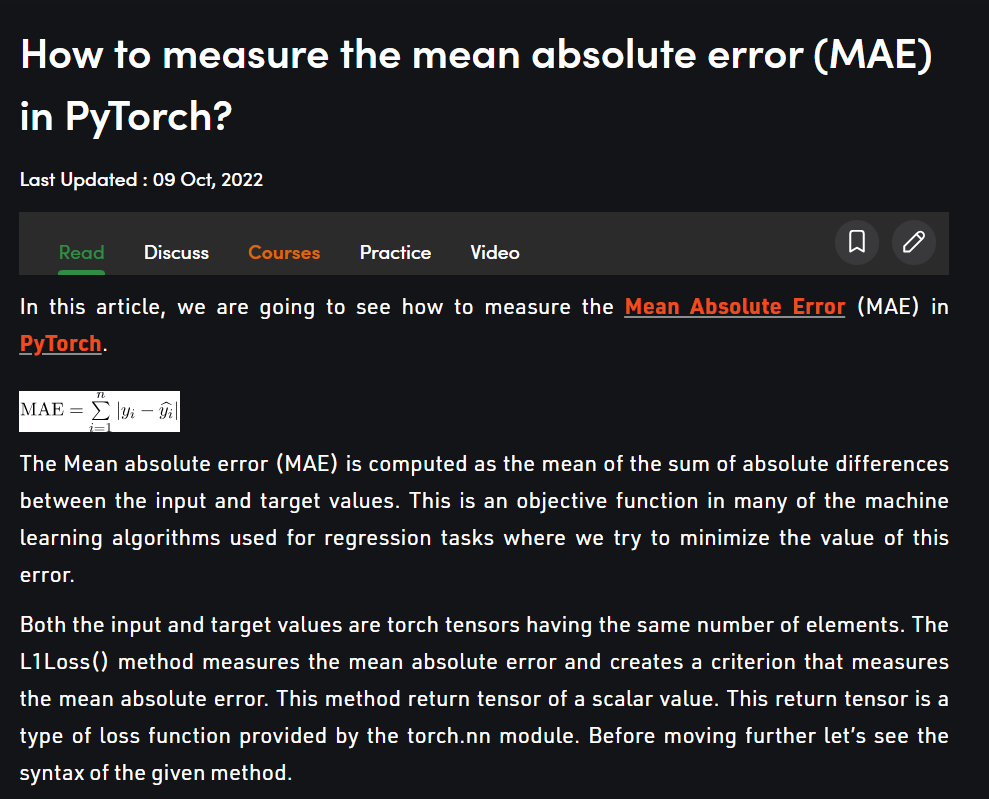 How to measure the mean absolute error (MAE)
in PyTorch?
Last Updated : 09 Oct, 2022
Read Discuss Courses Practice Video
In this article, we are going to see how to measure the Mean Absolute Error (MAE) in
PyTorch.
MAE = \sum_{i=1}^{n} |y_i - \widehat{y_i}|
The Mean absolute error (MAE) is computed as the mean of the sum of absolute differences
between the input and target values. This is an objective function in many of the machine
learning algorithms used for regression tasks where we try to minimize the value of this
error.
Both the input and target values are torch tensors having the same number of elements. The
L1Loss() method measures the mean absolute error and creates a criterion that measures
the mean absolute error. This method return tensor of a scalar value. This return tensor is a
type of loss function provided by the torch.nn module. Before moving further let’s see the
syntax of the given method.